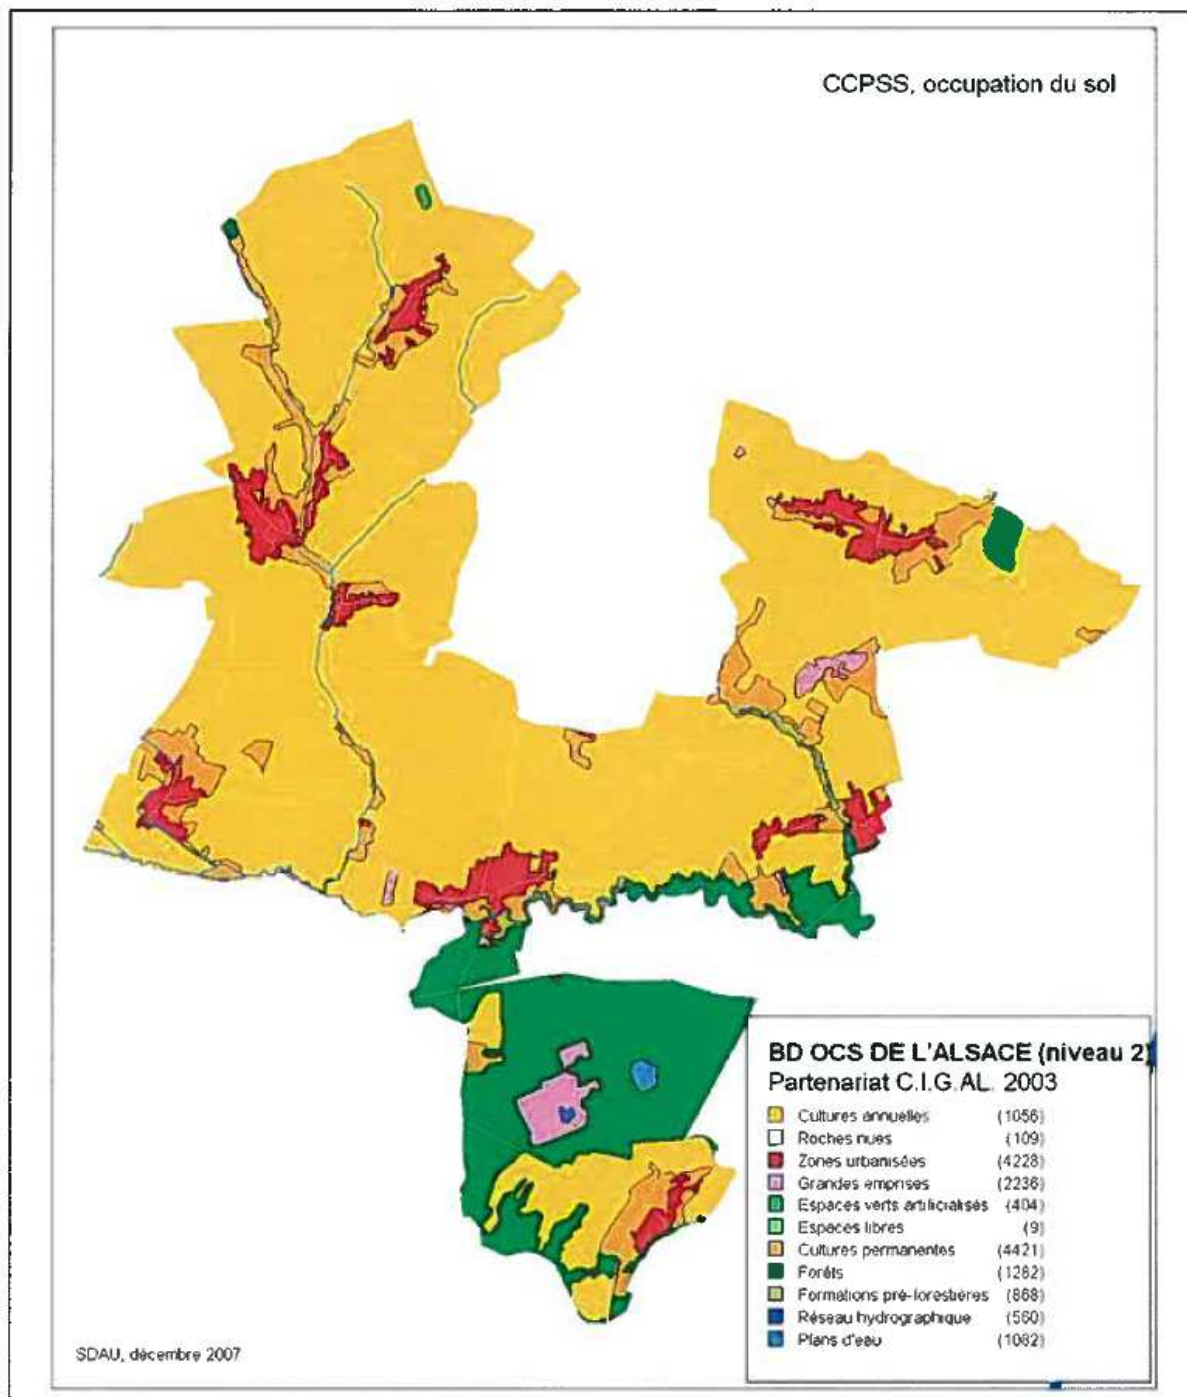 CCPSS, occupation du sol
BD OCS DE L'ALSACE (niveau 2)
Partenariat C.I.G.AL. 2003
Cultures annuelles (1056)
Roches nues (109)
Zones urbanisées (4228)
Grandes emprises (2236)
Espaces verts artificialisés (404)
Espaces libres (9)
Cultures permanentes (4421)
Forêts (1282)
Formations pré-forestières (868)
Réseau hydrographique (560)
Plans d'eau (1082)
SDAU, décembre 2007